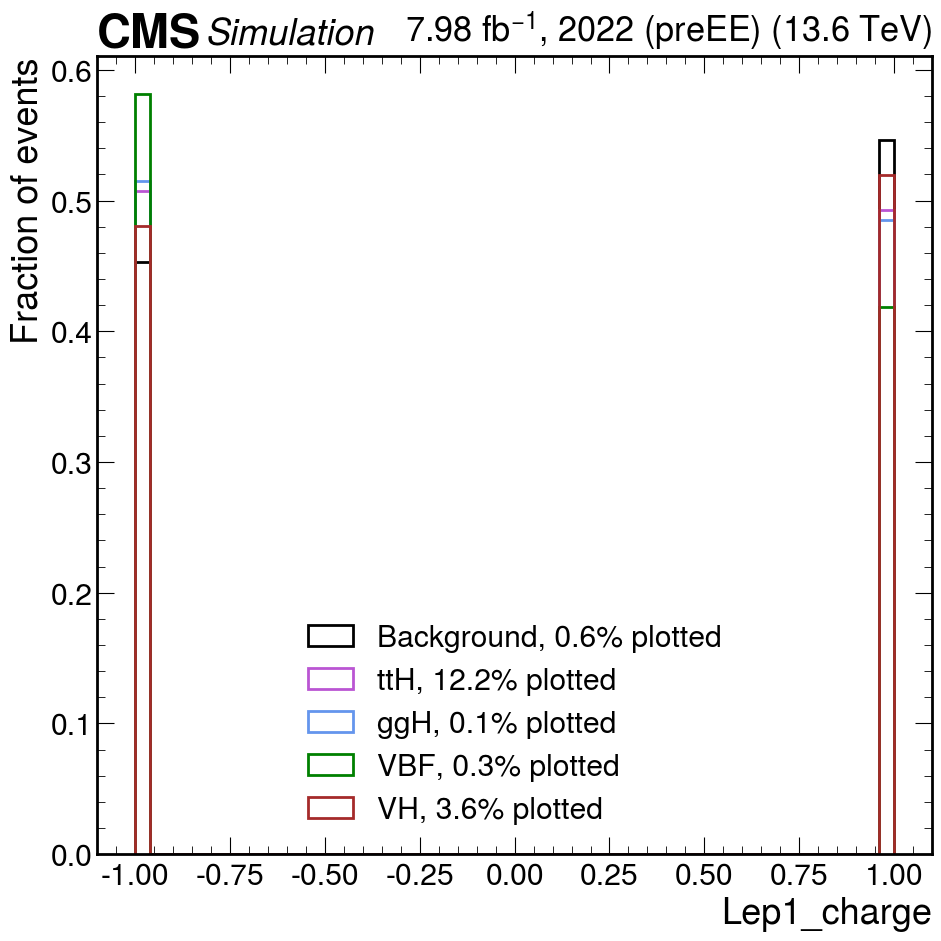 CMS Simulation 7.98 fb⁻¹, 2022 (preEE) (13.6 TeV)
Fraction of events
0.6
0.5
0.4
0.3
0.2
0.1
0.0
Background, 0.6% plotted
ttH, 12.2% plotted
ggH, 0.1% plotted
VBF, 0.3% plotted
VH, 3.6% plotted
-1.00 -0.75 -0.50 -0.25 0.00 0.25 0.50 0.75 1.00
Lep1_charge